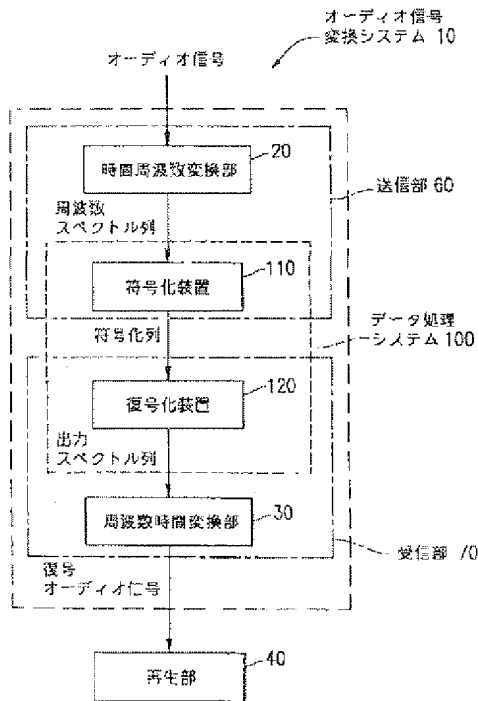 オーディオ信号
変換システム 10
オーディオ信号
20
時間周波数変換部
送信部 60
周波数
スペクトル列
110
符号化装置
符号化列
データ処理
システム 100
120
復号化装置
出力
スペクトル列
30
周波数時間変換部
受信部 70
復号
オーディオ信号
40
再生部